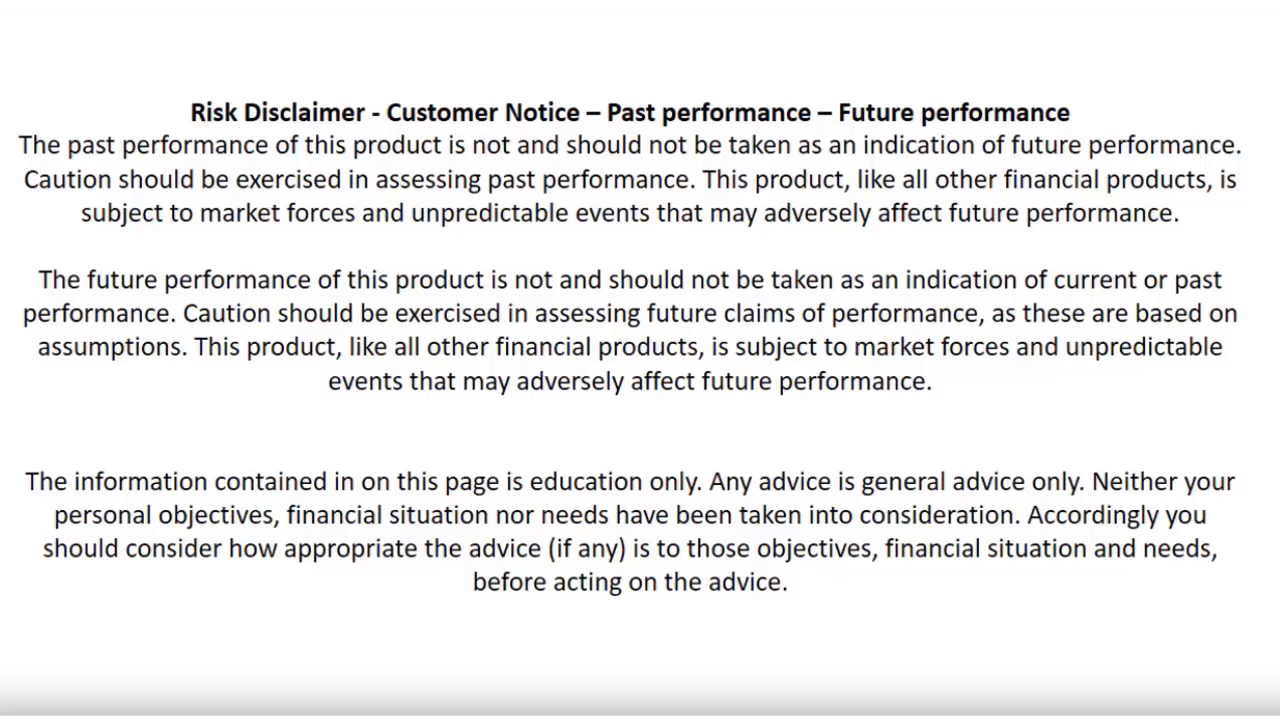 Risk Disclaimer - Customer Notice – Past performance – Future performance
The past performance of this product is not and should not be taken as an indication of future performance.
Caution should be exercised in assessing past performance. This product, like all other financial products, is
subject to market forces and unpredictable events that may adversely affect future performance.
The future performance of this product is not and should not be taken as an indication of current or past
performance. Caution should be exercised in assessing future claims of performance, as these are based on
assumptions. This product, like all other financial products, is subject to market forces and unpredictable
events that may adversely affect future performance.
The information contained in on this page is education only. Any advice is general advice only. Neither your
personal objectives, financial situation nor needs have been taken into consideration. Accordingly you
should consider how appropriate the advice (if any) is to those objectives, financial situation and needs,
before acting on the advice.